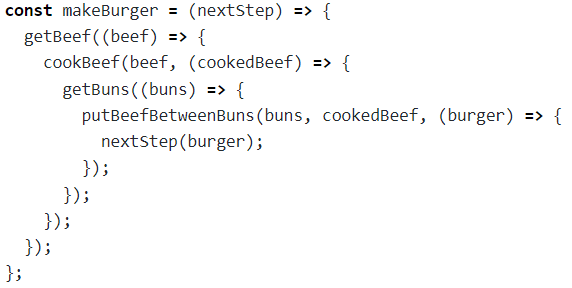 const makeBurger = (nextStep) => {
  getBeef((beef) => {
    cookBeef(beef, (cookedBeef) => {
      getBuns((buns) => {
        putBeefBetweenBuns(buns, cookedBeef, (burger) => {
          nextStep(burger);
        });
      });
    });
  });
};